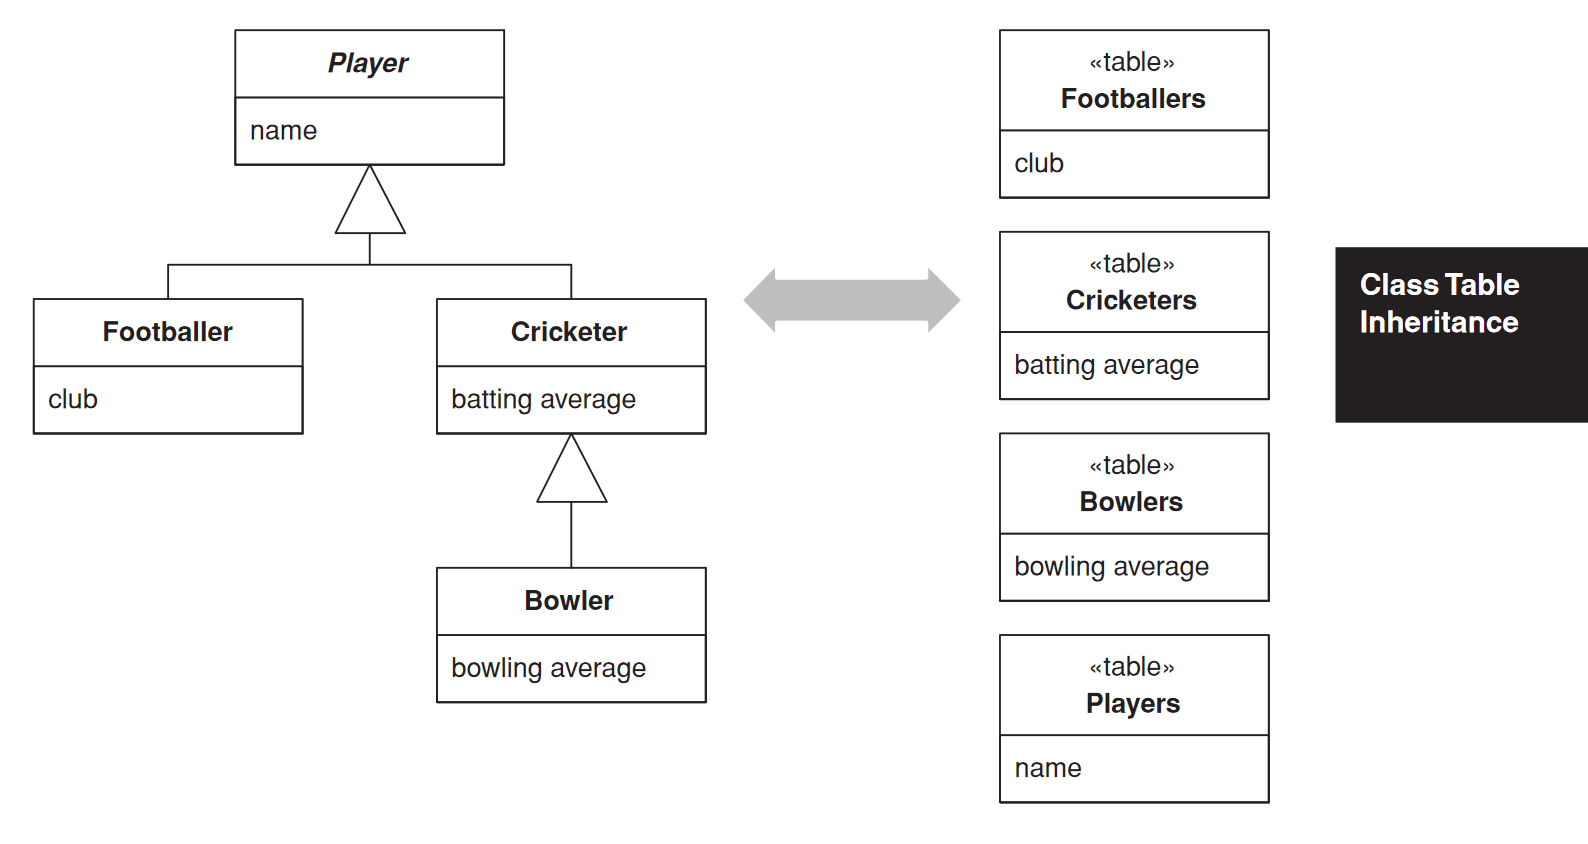 Player
name
Footballer
club
Cricketer
batting average
Bowler
bowling average
«table»
Footballers
club
«table»
Cricketers
batting average
«table»
Bowlers
bowling average
«table»
Players
name
Class Table
Inheritance